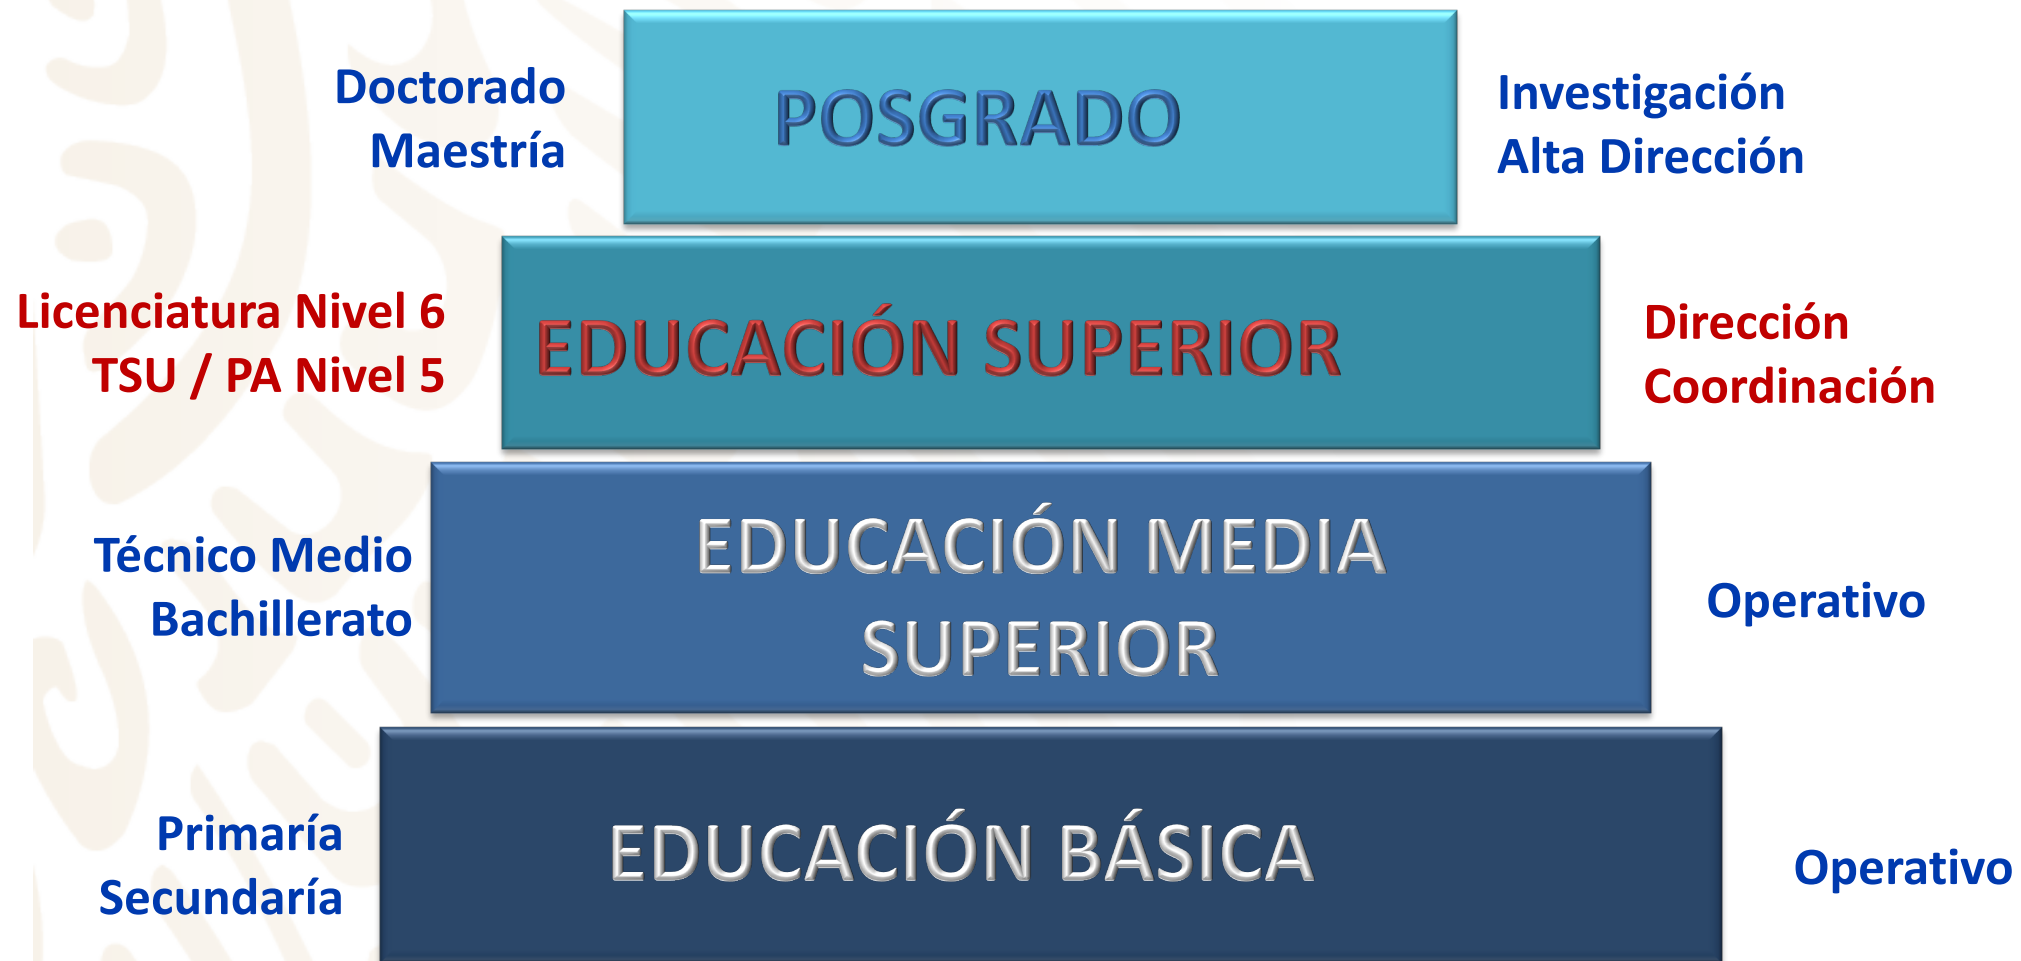 Doctorado
Maestría
POSGRADO
Investigación
Alta Dirección
Licenciatura Nivel 6
TSU / PA Nivel 5
EDUCACIÓN SUPERIOR
Dirección
Coordinación
Técnico Medio
Bachillerato
EDUCACIÓN MEDIA
SUPERIOR
Operativo
Primaría
Secundaría
EDUCACIÓN BÁSICA
Operativo